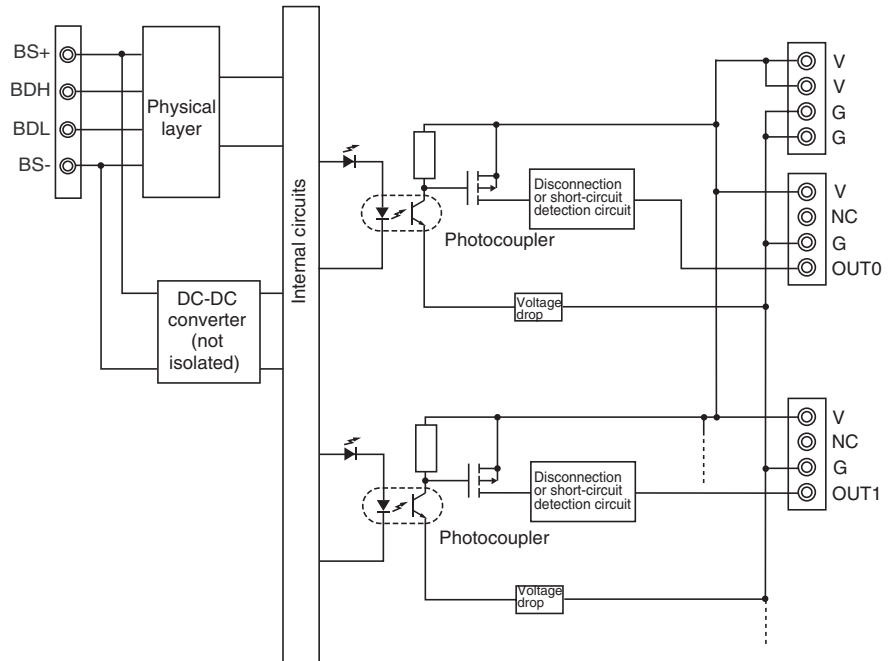 BS+
BDH
BDL
BS-
Physical
layer
DC-DC
converter
(not
isolated)
Internal circuits
Disconnection
or short-circuit
detection circuit
Photocoupler
Voltage
drop
V
V
G
G
V
NC
G
OUT0
Disconnection
or short-circuit
detection circuit
Photocoupler
Voltage
drop
V
NC
G
OUT1